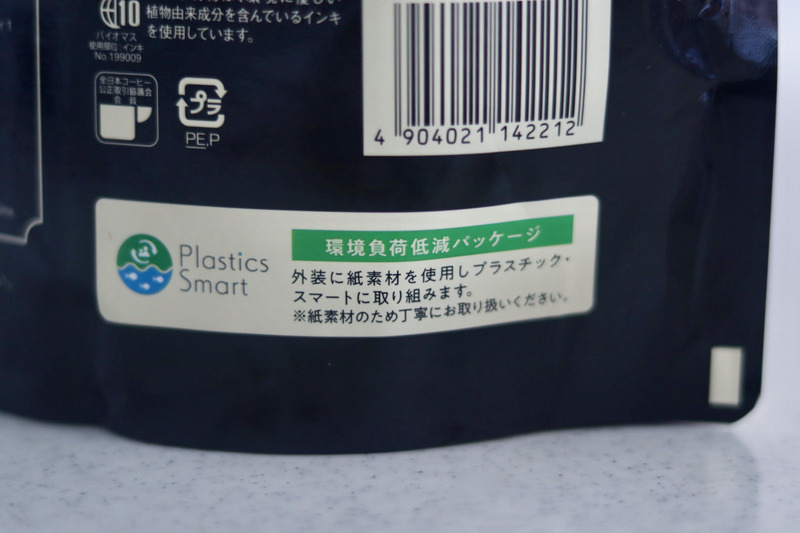 10
植物由来成分を含んでいるインキ
を使用しています。
バイオマス
使用部位:インキ
No.199009
全日本コーヒー
公正取引協議会
会 員
プラ
PE,P
4 904021 142212
Plastics
Smart
環境負荷低減パッケージ
外装に紙素材を使用しプラスチック・
スマートに取り組みます。
※紙素材のため丁寧にお取り扱いください。